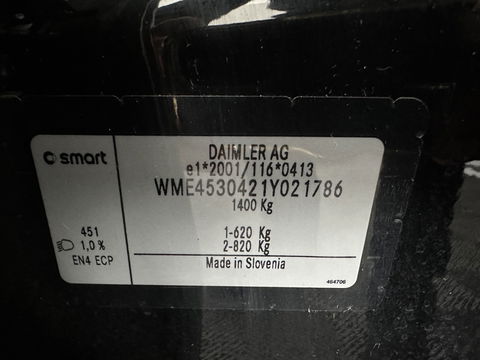 smart
DAIMLER AG
e1*2001/116*0413
WME4530421Y021786
1400 Kg
451
1,0%
EN4 ECP
1-620 Kg
2-820 Kg
Made in Slovenia
464706